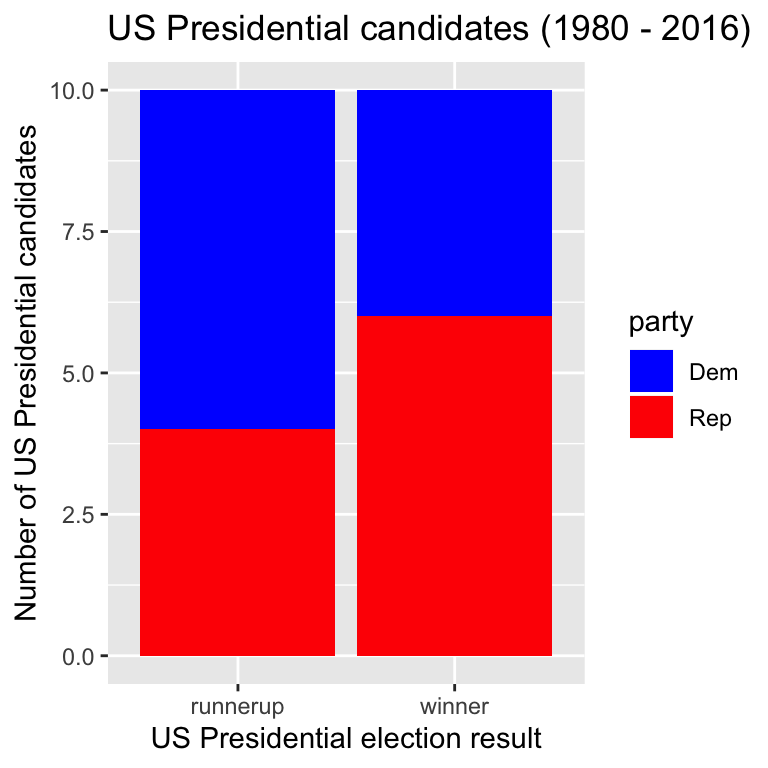 US Presidential candidates (1980 - 2016)
Number of US Presidential candidates
10.0
7.5
5.0
2.5
0.0
runnerup winner
US Presidential election result
party
Dem
Rep